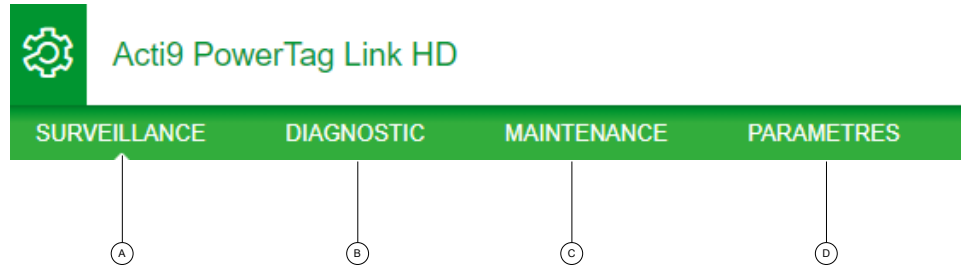 Acti9 PowerTag Link HD
SURVEILLANCE DIAGNOSTIC MAINTENANCE PARAMETRES
A B C D